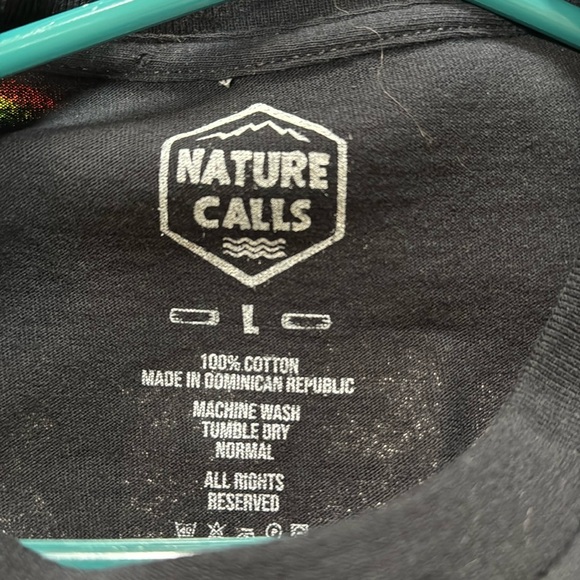 NATURE
CALLS
L
100% COTTON
MADE IN DOMINICAN REPUBLIC
MACHINE WASH
TUMBLE DRY
NORMAL
ALL RIGHTS
RESERVED